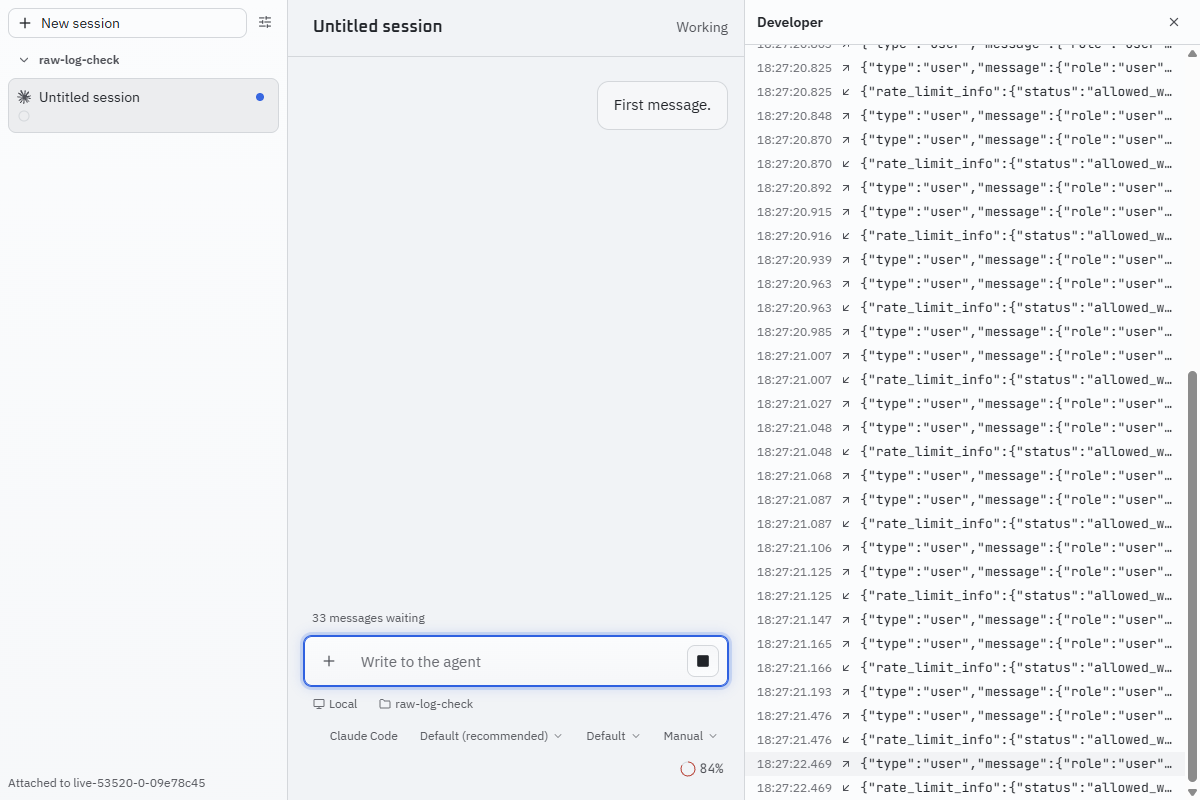 New session
raw-log-check
Untitled session
Attached to live-53520-0-09e78c45
Untitled session
Working
First message.
33 messages waiting
Write to the agent
Local
raw-log-check
Claude Code
Default (recommended)
Default
Manual
84%
Developer
18:27:20.825 ↗ {"type":"user","message":{"role":"user"…
18:27:20.825 ↙ {"rate_limit_info":{"status":"allowed_w…
18:27:20.848 ↗ {"type":"user","message":{"role":"user"…
18:27:20.870 ↗ {"type":"user","message":{"role":"user"…
18:27:20.870 ↙ {"rate_limit_info":{"status":"allowed_w…
18:27:20.892 ↗ {"type":"user","message":{"role":"user"…
18:27:20.915 ↗ {"type":"user","message":{"role":"user"…
18:27:20.916 ↙ {"rate_limit_info":{"status":"allowed_w…
18:27:20.939 ↗ {"type":"user","message":{"role":"user"…
18:27:20.963 ↗ {"type":"user","message":{"role":"user"…
18:27:20.963 ↙ {"rate_limit_info":{"status":"allowed_w…
18:27:20.985 ↗ {"type":"user","message":{"role":"user"…
18:27:21.007 ↗ {"type":"user","message":{"role":"user"…
18:27:21.007 ↙ {"rate_limit_info":{"status":"allowed_w…
18:27:21.027 ↗ {"type":"user","message":{"role":"user"…
18:27:21.048 ↗ {"type":"user","message":{"role":"user"…
18:27:21.048 ↙ {"rate_limit_info":{"status":"allowed_w…
18:27:21.068 ↗ {"type":"user","message":{"role":"user"…
18:27:21.087 ↗ {"type":"user","message":{"role":"user"…
18:27:21.087 ↙ {"rate_limit_info":{"status":"allowed_w…
18:27:21.106 ↗ {"type":"user","message":{"role":"user"…
18:27:21.125 ↗ {"type":"user","message":{"role":"user"…
18:27:21.125 ↙ {"rate_limit_info":{"status":"allowed_w…
18:27:21.147 ↗ {"type":"user","message":{"role":"user"…
18:27:21.165 ↗ {"type":"user","message":{"role":"user"…
18:27:21.166 ↙ {"rate_limit_info":{"status":"allowed_w…
18:27:21.193 ↗ {"type":"user","message":{"role":"user"…
18:27:21.476 ↗ {"type":"user","message":{"role":"user"…
18:27:21.476 ↙ {"rate_limit_info":{"status":"allowed_w…
18:27:22.469 ↗ {"type":"user","message":{"role":"user"…
18:27:22.469 ↙ {"rate_limit_info":{"status":"allowed_w…